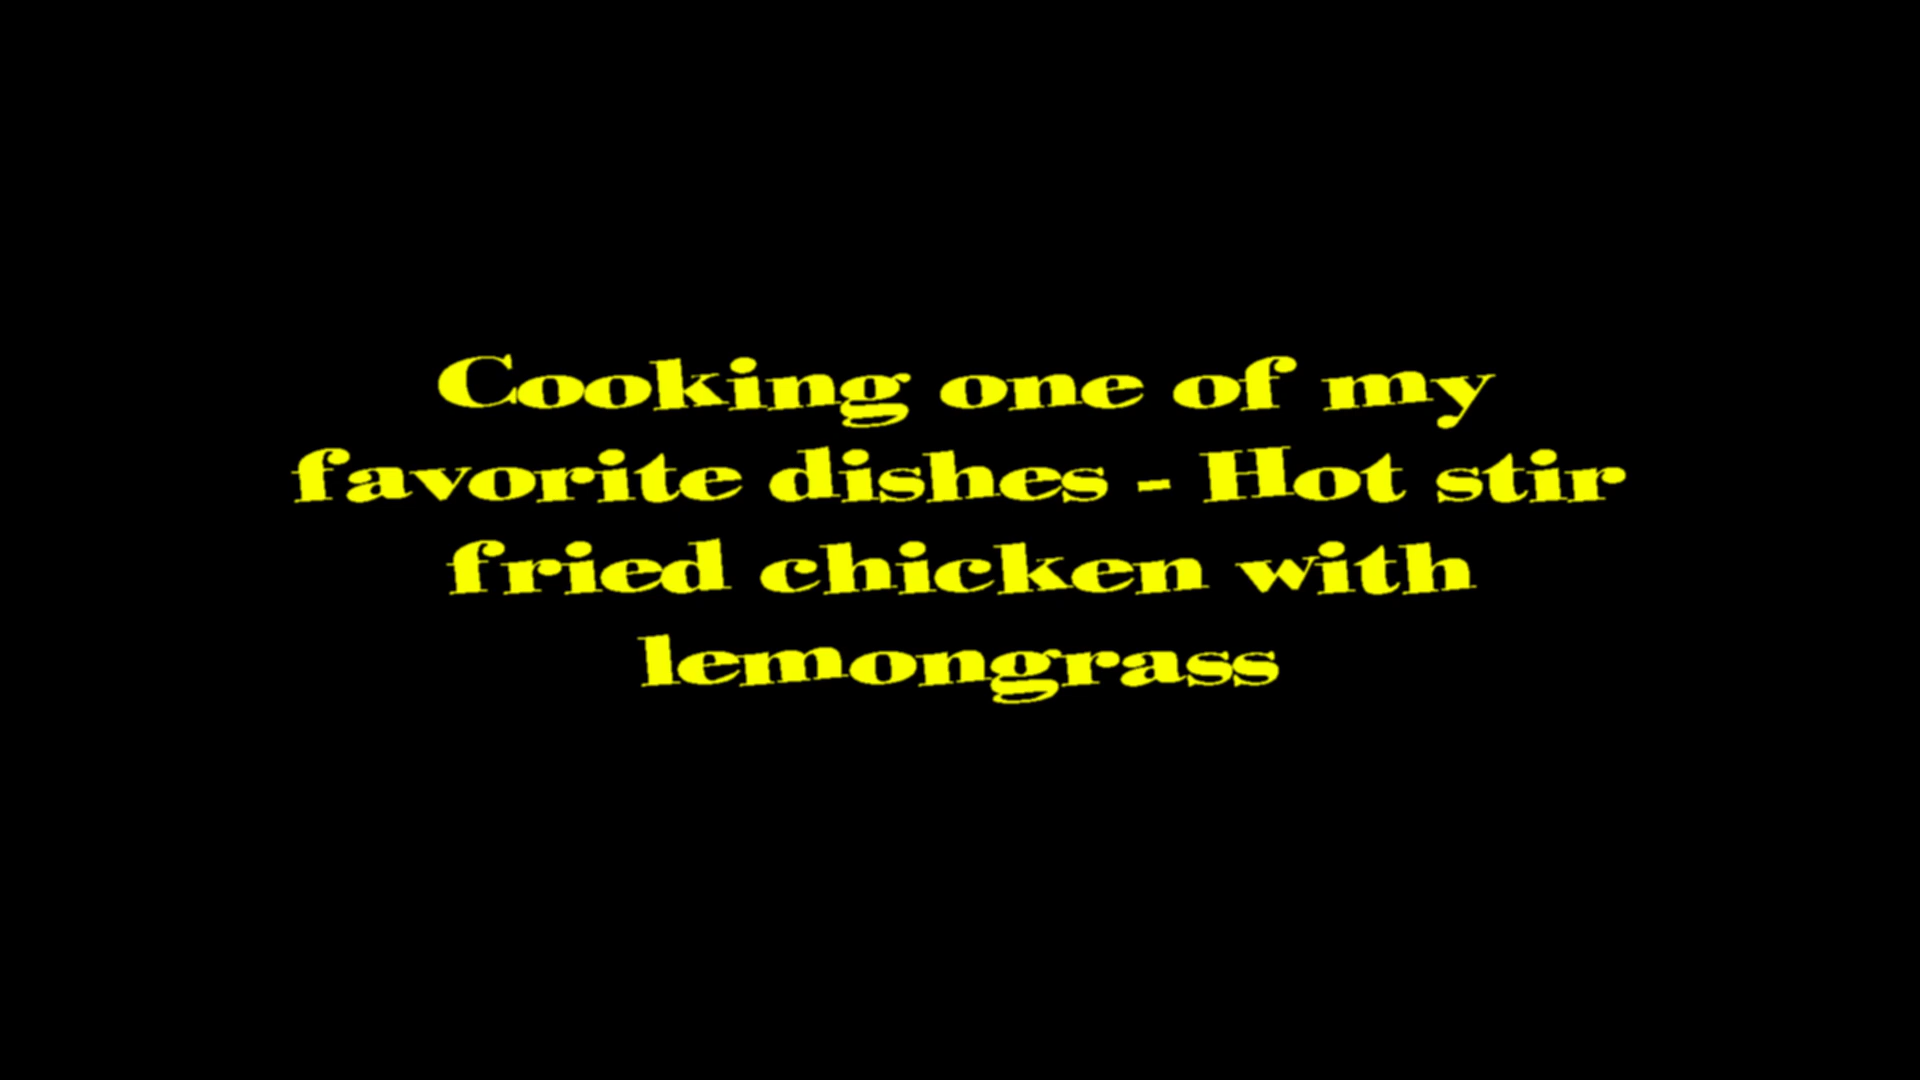 Cooking one of my
favorite dishes - Hot stir
fried chicken with
lemongrass